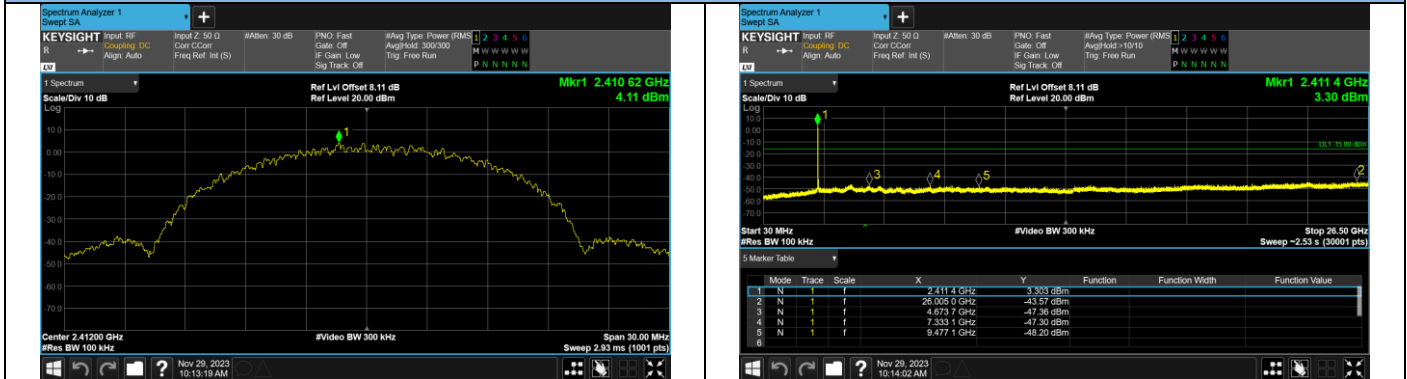 Spectrum Analyzer 1
Swept SA
+
KEYSIGHT
R
LXI
Input: RF
Coupling: DC
Align: Auto
Input Z: 50 Ω
Corr CCorr
Freq Ref: Int (S)
#Atten: 30 dB
PNO: Fast
Gate: Off
IF Gain: Low
Sig Track: Off
#Avg Type: Power (RMS
Avg|Hold: 300/300
Trig: Free Run
1 2 3 4 5 6
M W W W W W
P N N N N N
1 Spectrum
Scale/Div 10 dB
Log
Ref Lvl Offset 8.11 dB
Ref Level 20.00 dBm
Mkr1 2.410 62 GHz
4.11 dBm
1
10.0
0.00
-10.0
-20.0
-30.0
-40.0
-50.0
-60.0
-70.0
Center 2.41200 GHz
#Res BW 100 kHz
#Video BW 300 kHz
Span 30.00 MHz
Sweep 2.93 ms (1001 pts)
?
Nov 29, 2023
10:13:19 AM
Spectrum Analyzer 1
Swept SA
+
KEYSIGHT
R
LXI
Input: RF
Coupling: DC
Align: Auto
Input Z: 50 Ω
Corr CCorr
Freq Ref: Int (S)
#Atten: 30 dB
PNO: Fast
Gate: Off
IF Gain: Low
Sig Track: Off
#Avg Type: Power (RMS
Avg|Hold: >10/10
Trig: Free Run
1 2 3 4 5 6
M W W W W W
P N N N N N
1 Spectrum
Scale/Div 10 dB
Log
Ref Lvl Offset 8.11 dB
Ref Level 20.00 dBm
Mkr1 2.411 4 GHz
3.30 dBm
1
10.0
0.00
-10.0
DL1 -15.89 dBm
-20.0
-30.0
3
4
5
2
-40.0
-50.0
-60.0
-70.0
Start 30 MHz
#Res BW 100 kHz
#Video BW 300 kHz
Stop 26.50 GHz
Sweep ~2.53 s (30001 pts)
5 Marker Table
Mode Trace Scale X Y Function Function Width Function Value
1 N 1 f 2.411 4 GHz 3.303 dBm
2 N 1 f 26.005 0 GHz -43.57 dBm
3 N 1 f 4.673 7 GHz -47.36 dBm
4 N 1 f 7.333 1 GHz -47.30 dBm
5 N 1 f 9.477 1 GHz -48.20 dBm
6
?
Nov 29, 2023
10:14:02 AM